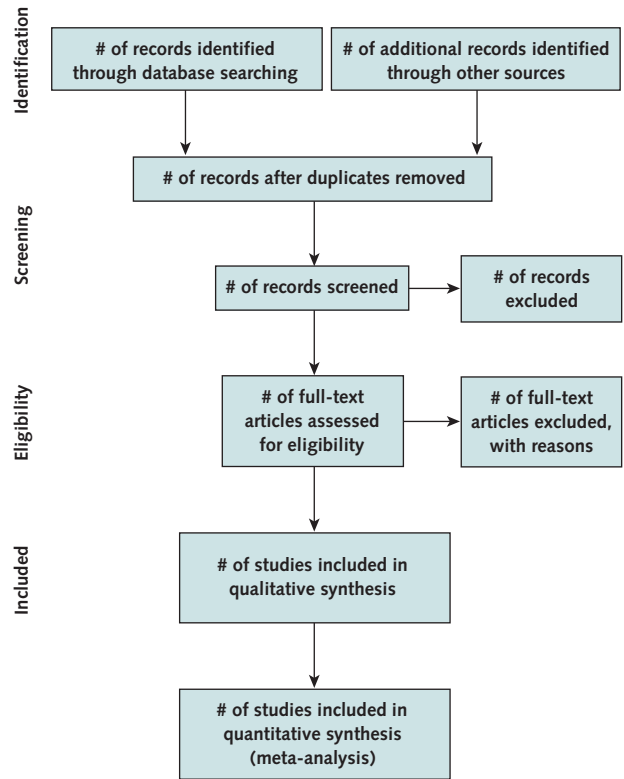 Identification
# of records identified
through database searching
# of additional records identified
through other sources
# of records after duplicates removed
Screening
# of records screened
# of records
excluded
Eligibility
# of full-text
articles assessed
for eligibility
# of full-text
articles excluded,
with reasons
Included
# of studies included in
qualitative synthesis
# of studies included in
quantitative synthesis
(meta-analysis)